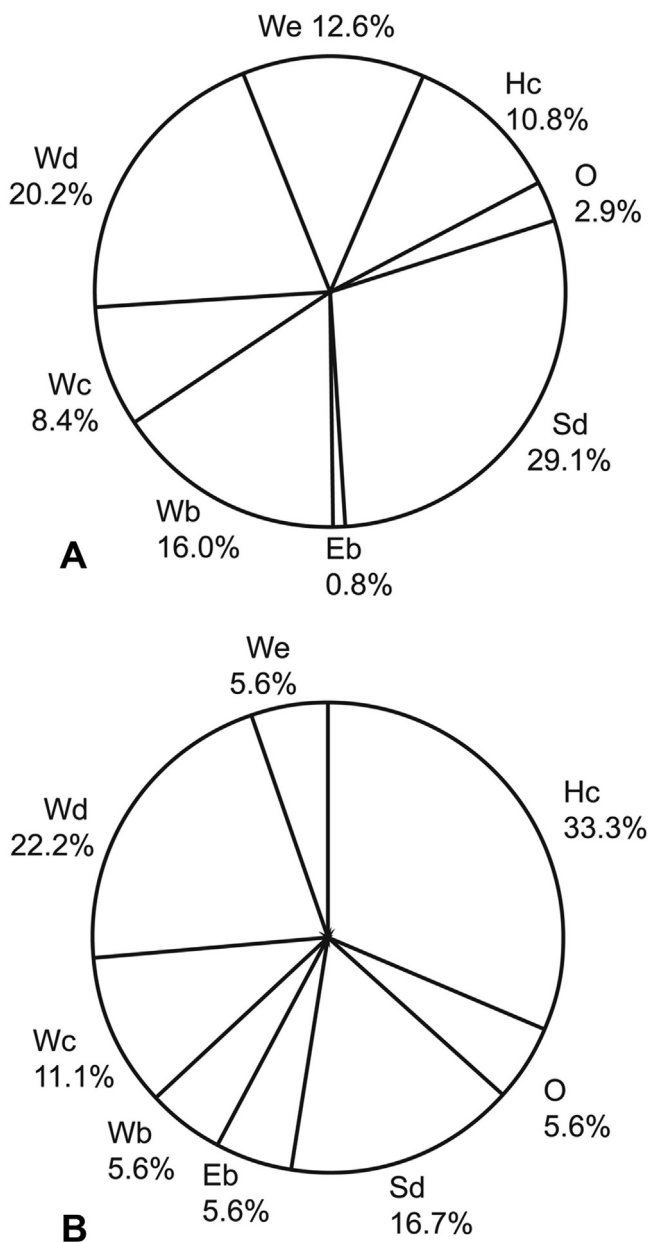 We 12.6%
Hc
10.8%
O
2.9%
Wd
20.2%
Wc
8.4%
Sd
29.1%
Wb
16.0%
Eb
0.8%
A
We
5.6%
Hc
33.3%
Wd
22.2%
Wc
11.1%
O
5.6%
Wb
5.6%
Eb
5.6%
Sd
16.7%
B